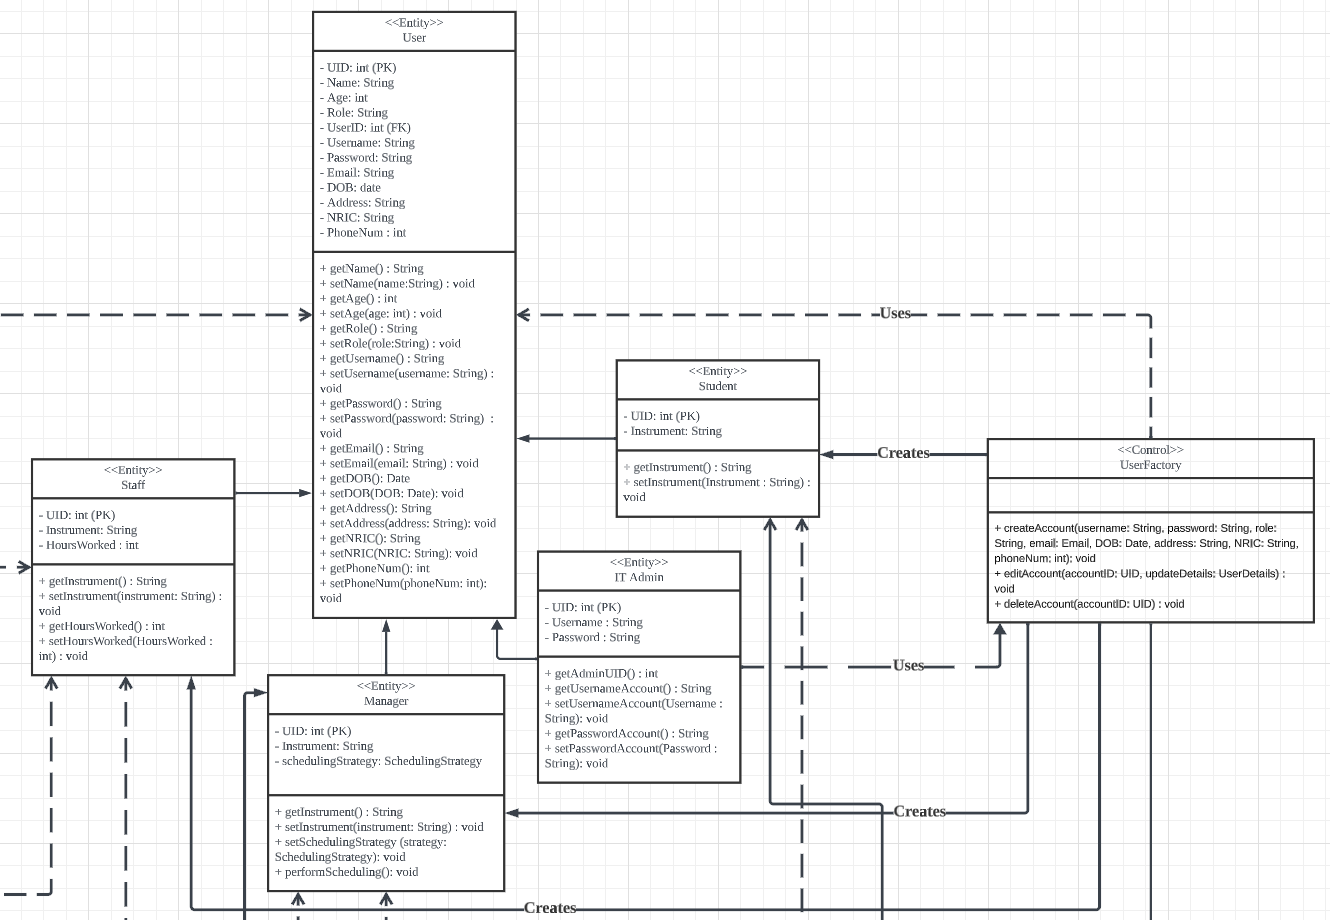 <<Entity>>
User
- UID: int (PK)
- Name: String
- Age: int
- Role: String
- UserID: int (FK)
- Username: String
- Password: String
- Email: String
- DOB: date
- Address: String
- NRIC: String
- PhoneNum : int
+ getName() : String
+ setName(name:String) : void
+ getAge() : int
+ setAge(age: int) : void
+ getRole() : String
+ setRole(role:String) : void
+ getUsername() : String
+ setUsername(username: String) :
void
+ getPassword() : String
+ setPassword(password: String) :
void
+ getEmail() : String
+ setEmail(email: String) : void
+ getDOB(): Date
+ setDOB(DOB: Date): void
+ getAddress(): String
+ setAddress(address: String): void
+ getNRIC(): String
+ setNRIC(NRIC: String): void
+ getPhoneNum(): int
+ setPhoneNum(phoneNum: int):
void
Uses
<<Entity>>
Student
- UID: int (PK)
- Instrument: String
+ getInstrument() : String
+ setInstrument(Instrument : String) :
void
Creates
<<Control>>
UserFactory
+ createAccount(username: String, password: String, role:
String, email: Email, DOB: Date, address: String, NRIC: String,
phoneNum; int); void
+ editAccount(accountID: UID, updateDetails: UserDetails) :
void
+ deleteAccount(accountID: UID) : void
<<Entity>>
Staff
- UID: int (PK)
- Instrument: String
- HoursWorked : int
+ getInstrument() : String
+ setInstrument(instrument: String) :
void
+ getHoursWorked() : int
+ setHoursWorked(HoursWorked :
int) : void
<<Entity>>
IT Admin
- UID: int (PK)
- Username : String
- Password : String
+ getAdminUID() : int
+ getUsernameAccount() : String
+ setUsernameAccount(Username :
String): void
+ getPasswordAccount() : String
+ setPasswordAccount(Password :
String): void
Uses
<<Entity>>
Manager
- UID: int (PK)
- Instrument: String
- schedulingStrategy: SchedulingStrategy
+ getInstrument() : String
+ setInstrument(instrument: String) : void
+ setSchedulingStrategy (strategy:
SchedulingStrategy): void
+ performScheduling(): void
Creates
Creates